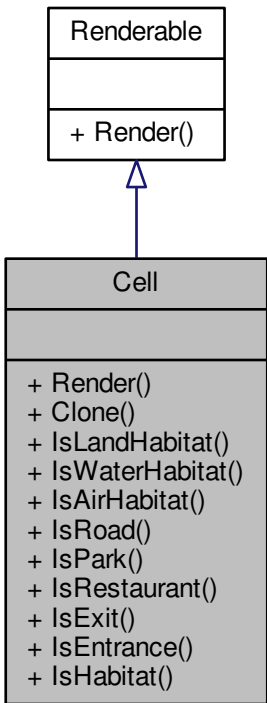 Renderable
+ Render()
Cell
+ Render()
+ Clone()
+ IsLandHabitat()
+ IsWaterHabitat()
+ IsAirHabitat()
+ IsRoad()
+ IsPark()
+ IsRestaurant()
+ IsExit()
+ IsEntrance()
+ IsHabitat()